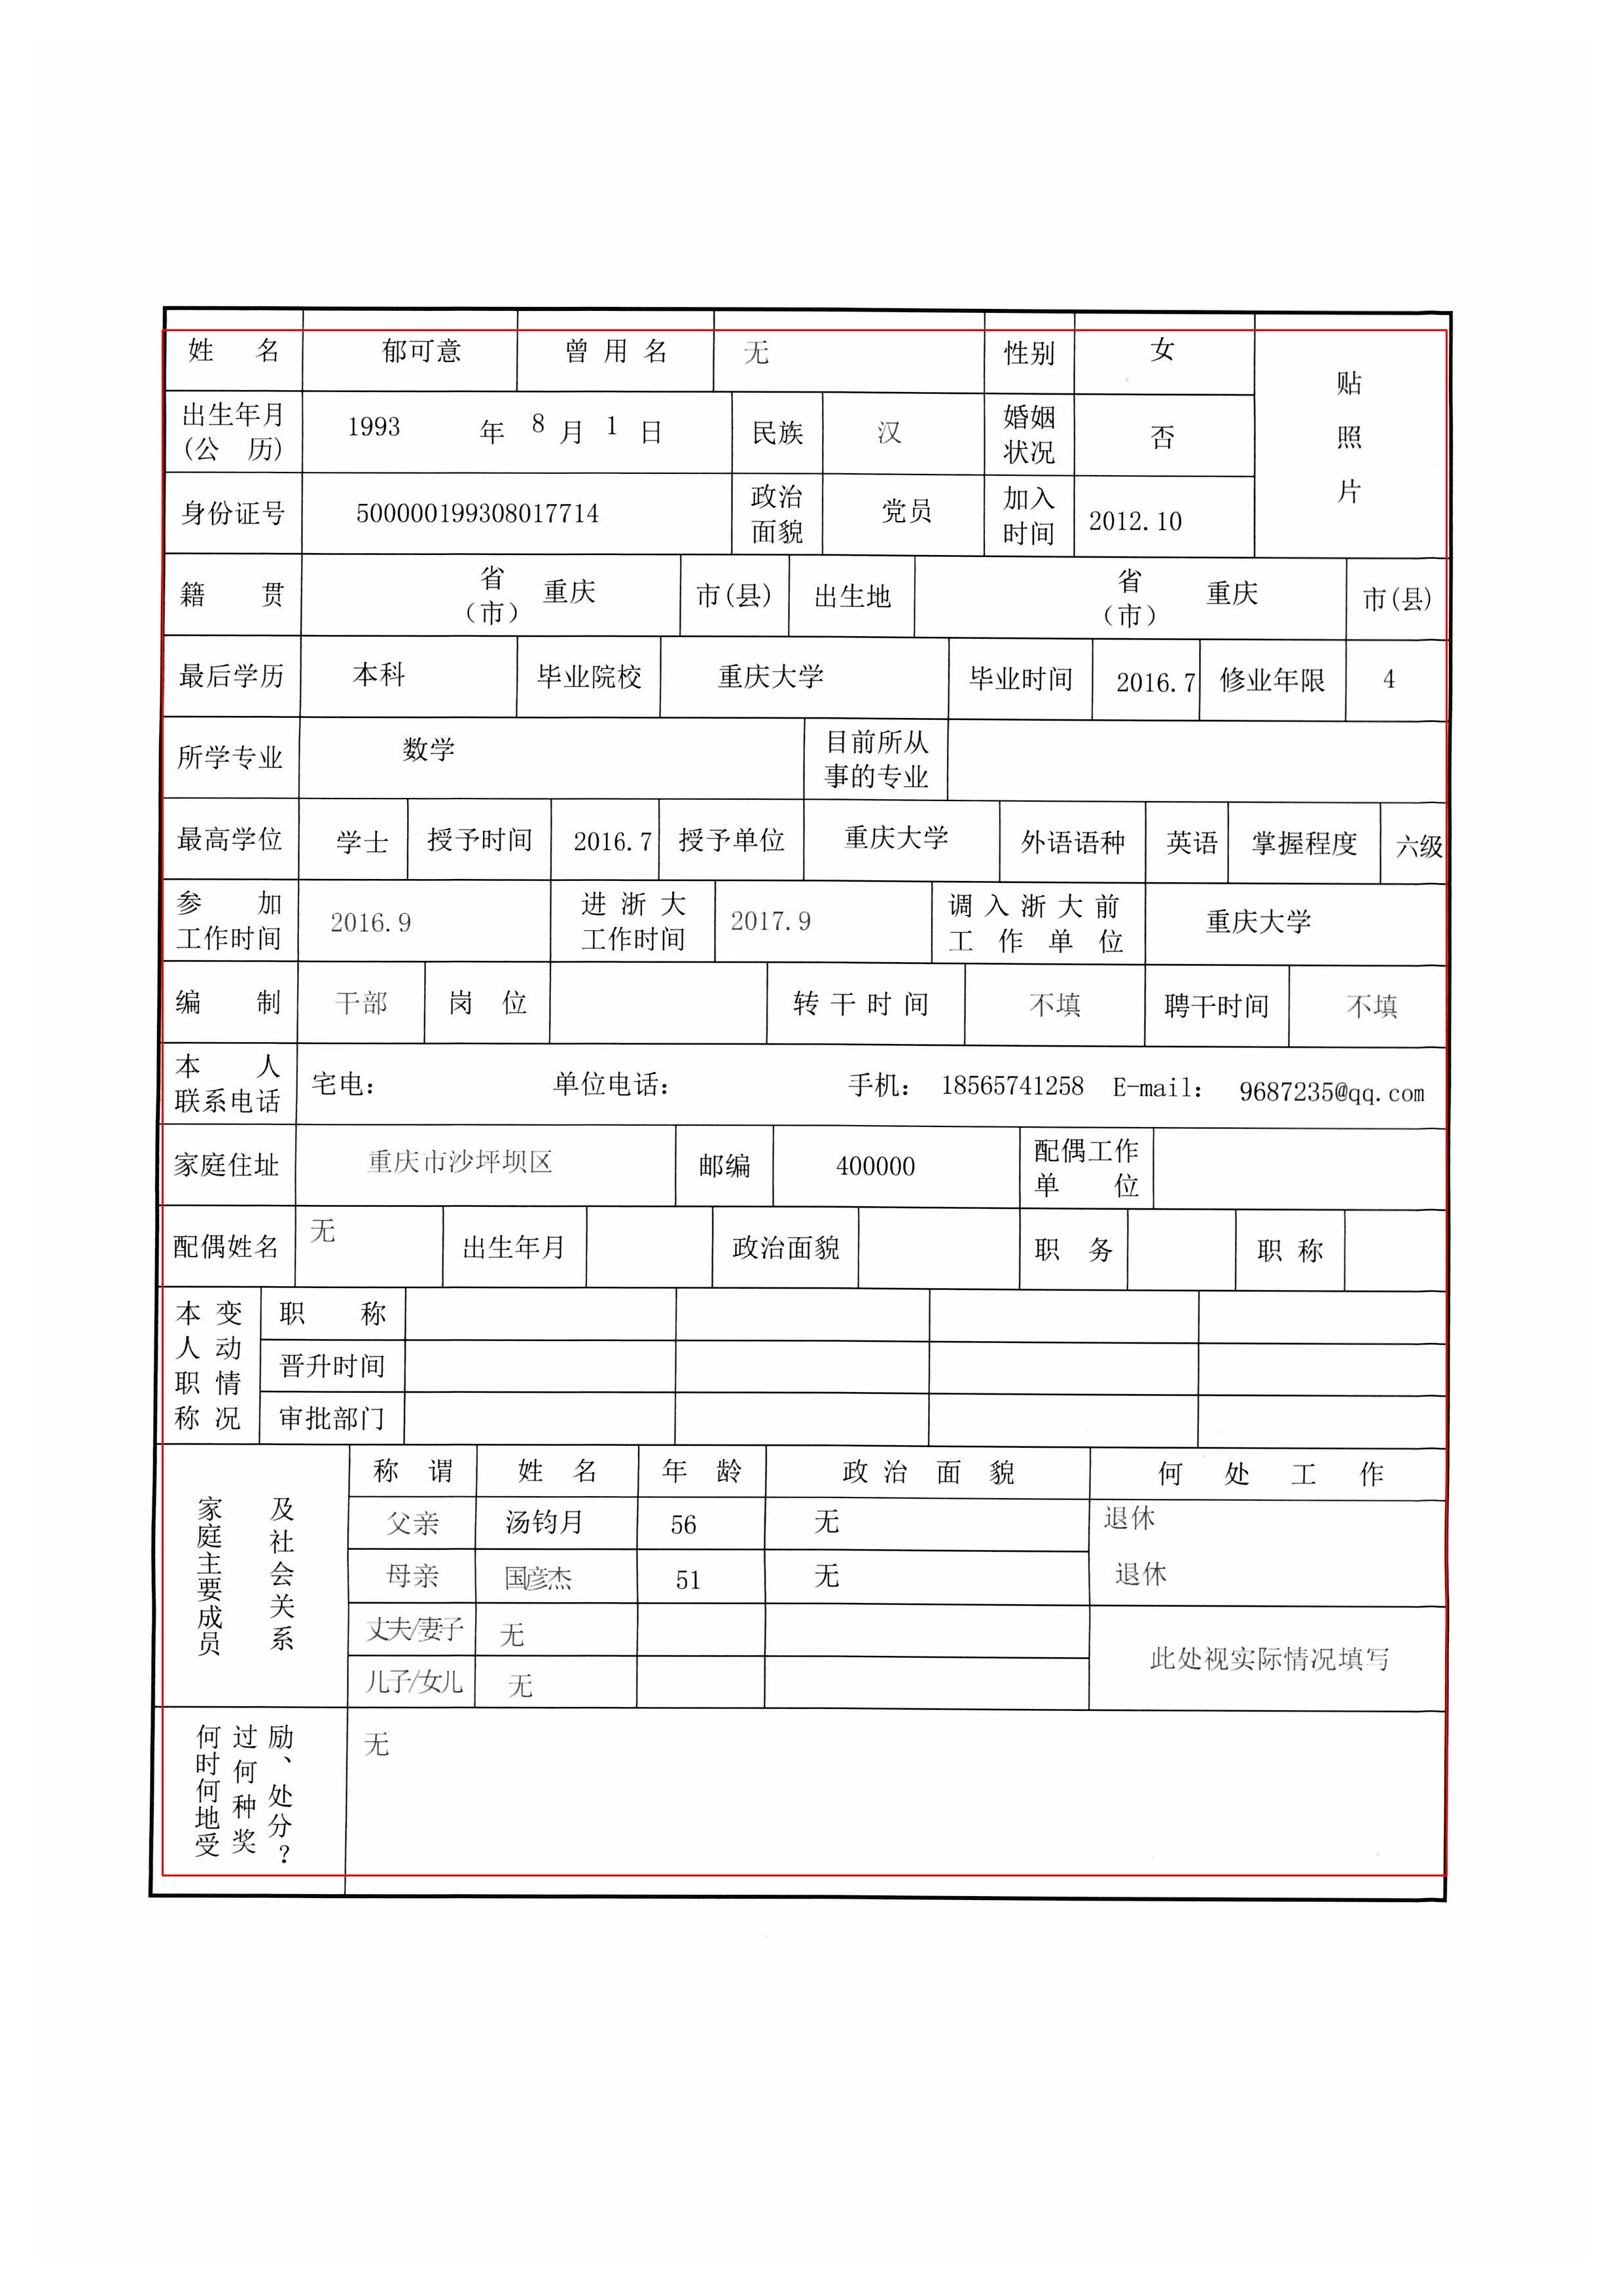 姓 名 郁可意 曾用名 无 性别 女 贴照片
出生年月(公 历) 1993 年 8 月 1 日 民族 汉 婚姻状况 否
身份证号 500000199308017714 政治面貌 党员 加入时间 2012.10
籍 贯 省(市) 重庆 市(县) 出生地 省(市) 重庆 市(县)
最后学历 本科 毕业院校 重庆大学 毕业时间 2016.7 修业年限 4
所学专业 数学 目前所从事的专业
最高学位 学士 授予时间 2016.7 授予单位 重庆大学 外语语种 英语 掌握程度 六级
参 加工作时间 2016.9 进浙大工作时间 2017.9 调入浙大前工作单位 重庆大学
编 制 干部 岗 位 转干时间 不填 聘干时间 不填
本 人联系电话 宅电: 单位电话: 手机: 18565741258 E-mail: 9687235@qq.com
家庭住址 重庆市沙坪坝区 邮编 400000 配偶工作单 位
配偶姓名 无 出生年月 政治面貌 职 务 职 称
本人职称变动情况 职 称
晋升时间
审批部门
家庭主要成员及社会关系 称 谓 姓 名 年 龄 政 治 面 貌 何 处 工 作
父亲 汤钧月 56 无 退休
母亲 国彦杰 51 无 退休
丈夫/妻子 无
此处视实际情况填写
儿子/女儿 无
何时何地受过何种奖励、处分? 无